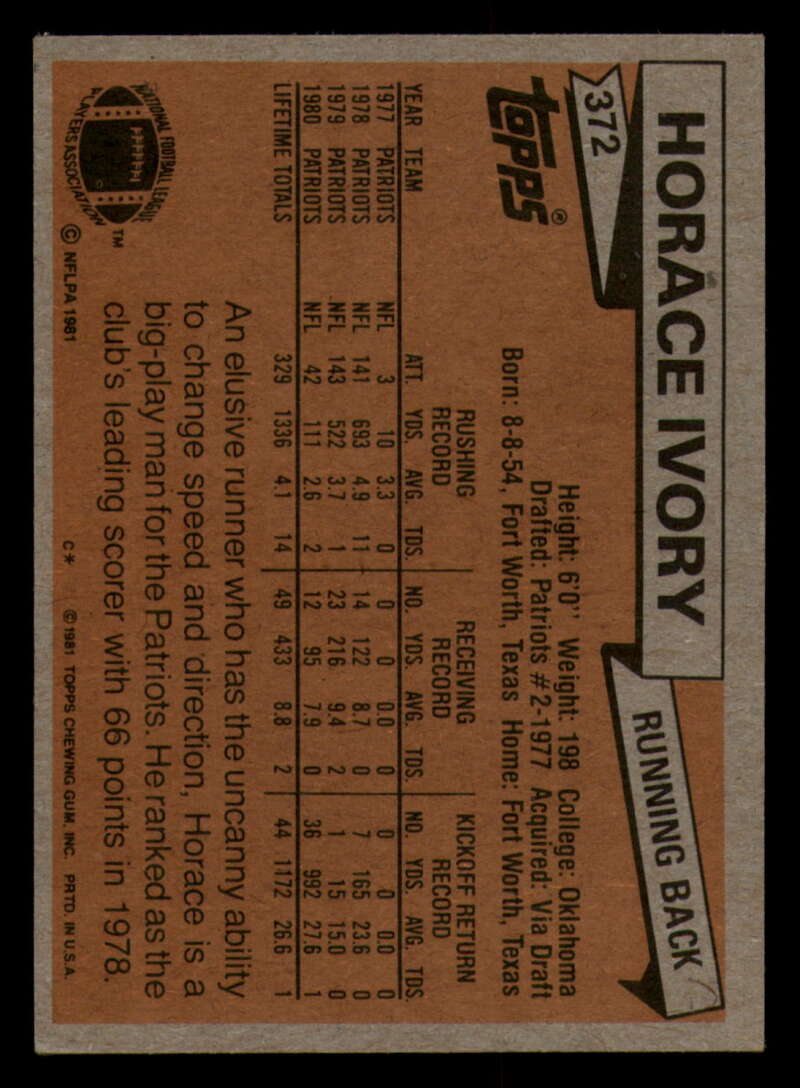 HORACE IVORY
RUNNING BACK
372
topps®
Height: 6'0" Weight: 198 College: Oklahoma
Drafted: Patriots #2-1977 Acquired: Via Draft
Born: 8-8-54, Fort Worth, Texas Home: Fort Worth, Texas
RUSHING RECORD RECEIVING RECORD KICKOFF RETURN RECORD
YEAR TEAM ATT. YDS. AVG. TDS. NO. YDS. AVG. TDS. NO. YDS. AVG. TDS.
1977 PATRIOTS NFL 3 10 3.3 0 0 0 0.0 0 0 0 0.0 0
1978 PATRIOTS NFL 141 693 4.9 11 14 122 8.7 0 7 165 23.6 0
1979 PATRIOTS NFL 143 522 3.7 1 23 216 9.4 2 1 15 15.0 0
1980 PATRIOTS NFL 42 111 2.6 2 12 95 7.9 0 36 992 27.6 1
LIFETIME TOTALS 329 1336 4.1 14 49 433 8.8 2 44 1172 26.6 1
An elusive runner who has the uncanny ability
to change speed and direction, Horace is a
big-play man for the Patriots. He ranked as the
club's leading scorer with 66 points in 1978.
NATIONAL FOOTBALL LEAGUE
PLAYERS ASSOCIATION
™
© NFLPA 1981
C* © 1981 TOPPS CHEWING GUM, INC. PRTD. IN U.S.A.